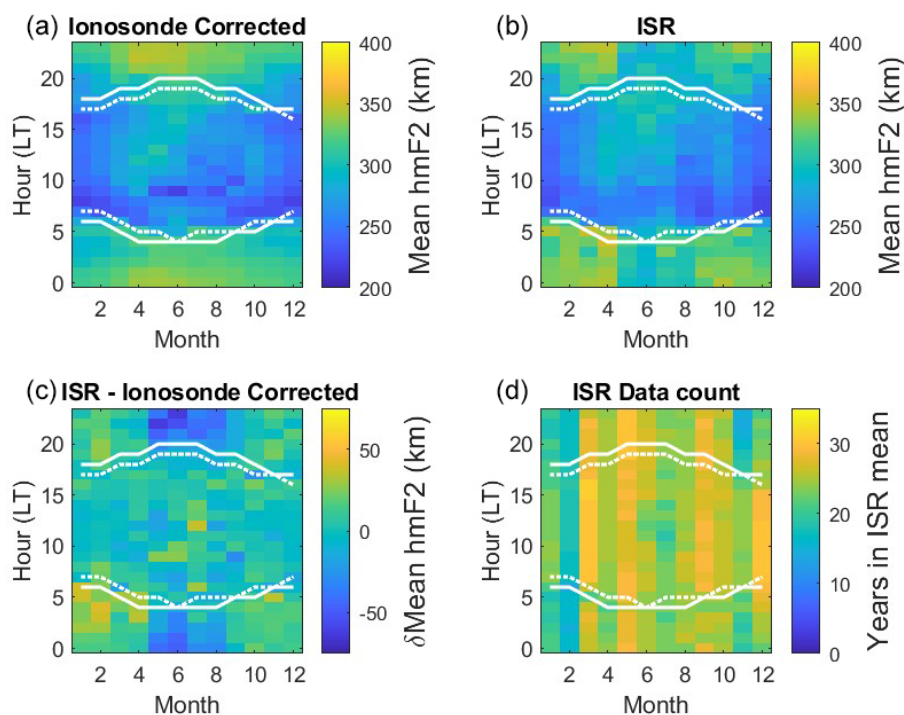 (a) Ionosonde Corrected
20
15
10
5
0
Hour (LT)
2 4 6 8 10 12
Month
400
350
300
250
200
Mean hmF2 (km)
(b) ISR
20
15
10
5
0
Hour (LT)
2 4 6 8 10 12
Month
400
350
300
250
200
Mean hmF2 (km)
(c) ISR - Ionosonde Corrected
20
15
10
5
0
Hour (LT)
2 4 6 8 10 12
Month
50
0
-50
δMean hmF2 (km)
(d) ISR Data count
20
15
10
5
0
Hour (LT)
2 4 6 8 10 12
Month
30
20
10
0
Years in ISR mean